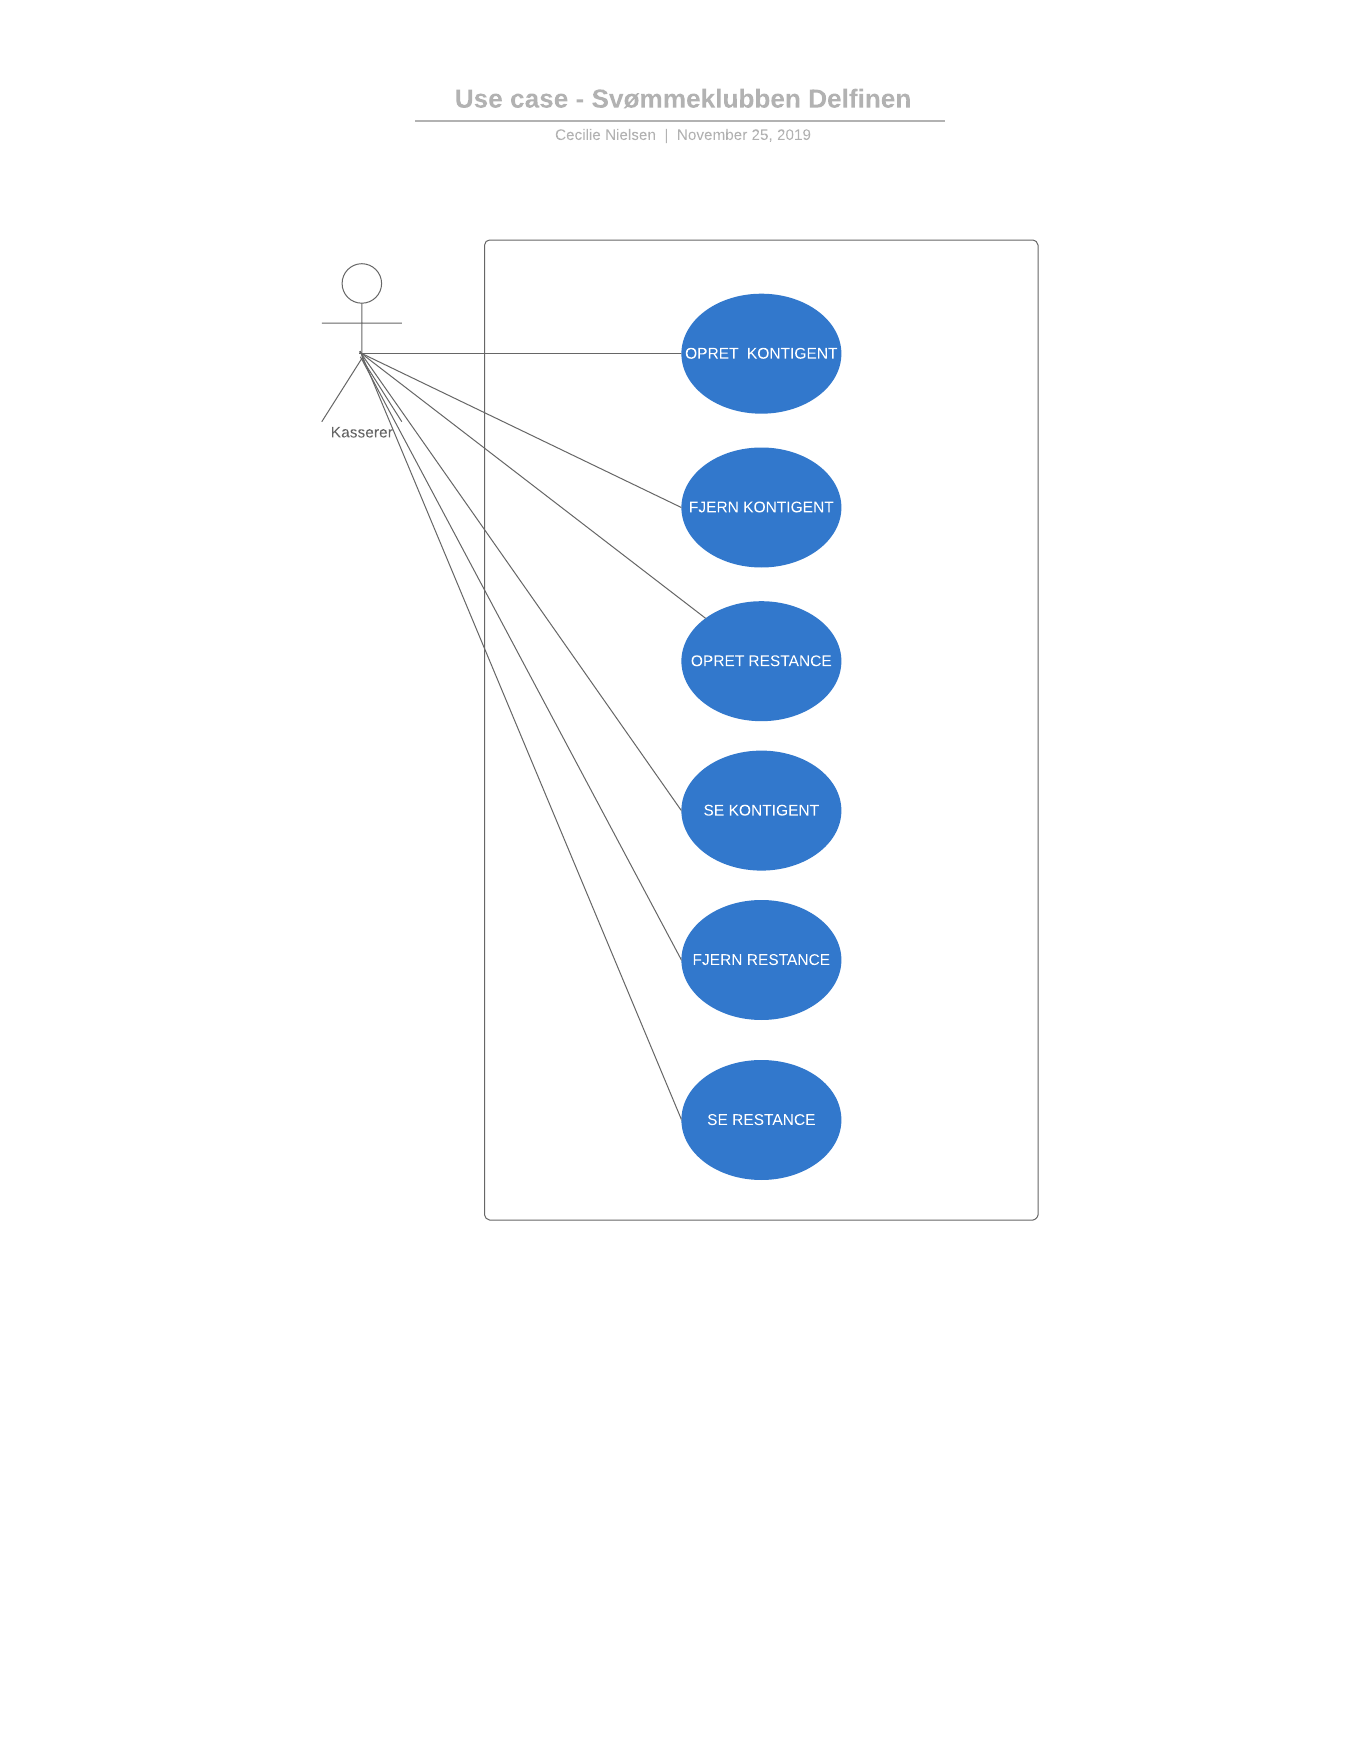 Use case - Svømmeklubben Delfinen
Cecilie Nielsen | November 25, 2019
OPRET KONTIGENT
Kasserer
FJERN KONTIGENT
OPRET RESTANCE
SE KONTIGENT
FJERN RESTANCE
SE RESTANCE